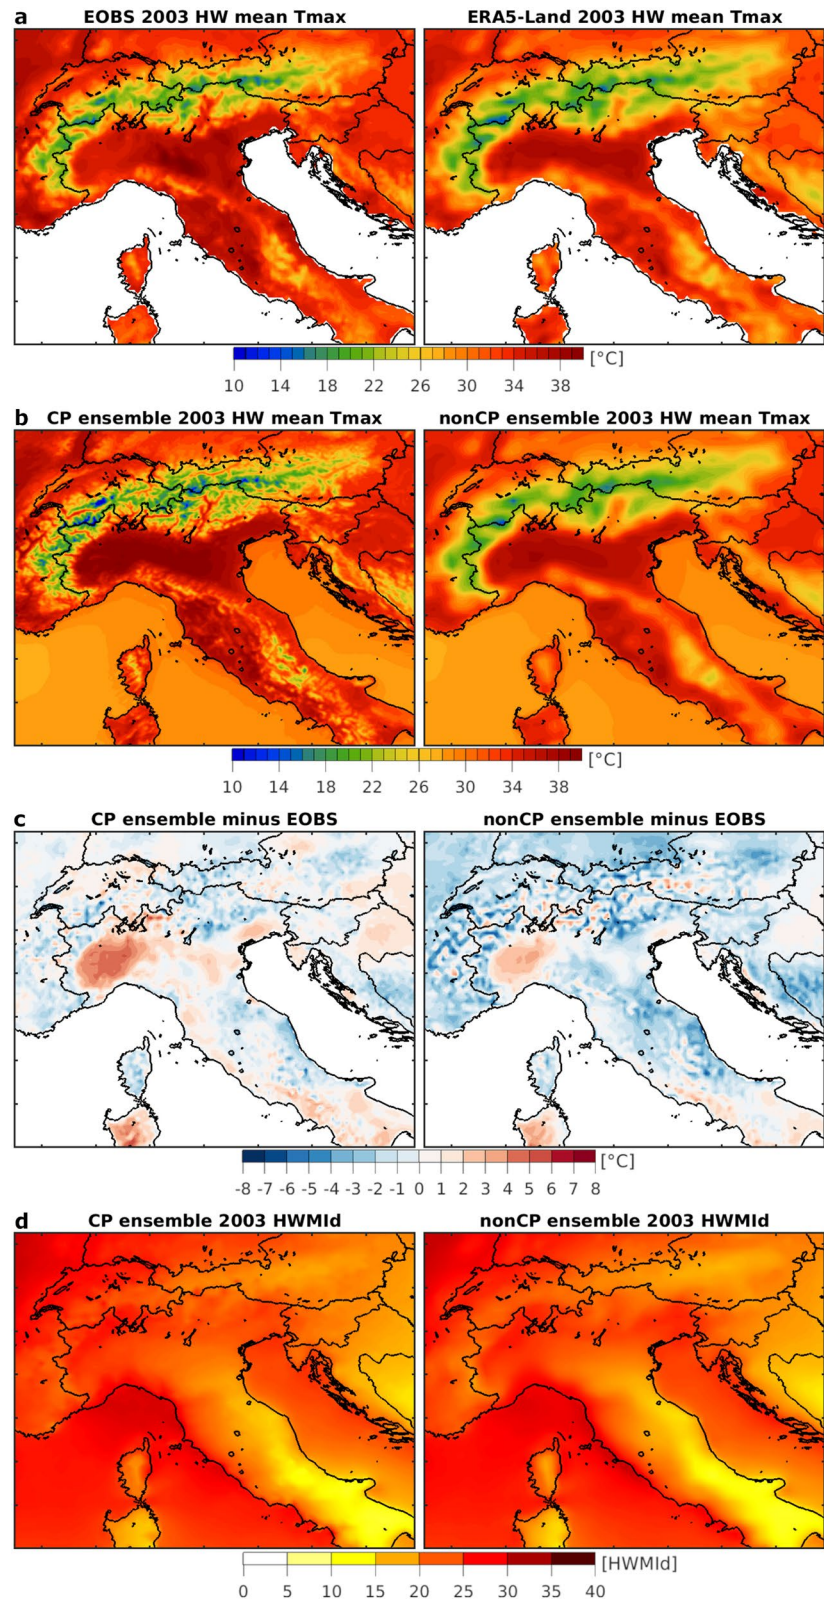 a
EOBS 2003 HW mean Tmax
ERA5-Land 2003 HW mean Tmax
10 14 18 22 26 30 34 38 [°C]
b
CP ensemble 2003 HW mean Tmax
nonCP ensemble 2003 HW mean Tmax
10 14 18 22 26 30 34 38 [°C]
c
CP ensemble minus EOBS
nonCP ensemble minus EOBS
-8 -7 -6 -5 -4 -3 -2 -1 0 1 2 3 4 5 6 7 8 [°C]
d
CP ensemble 2003 HWMId
nonCP ensemble 2003 HWMId
0 5 10 15 20 25 30 35 40 [HWMId]